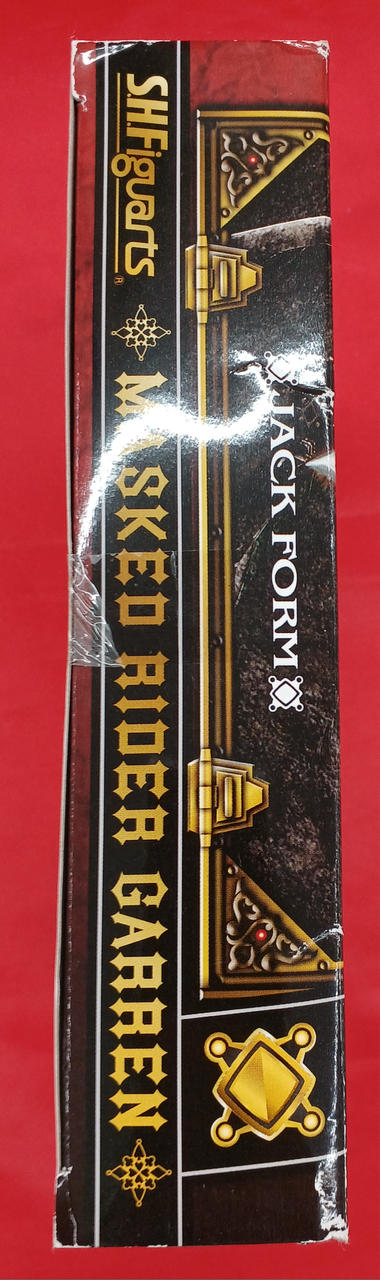 S.H.Figuarts®
MASKED RIDER GARREN
JACK FORM